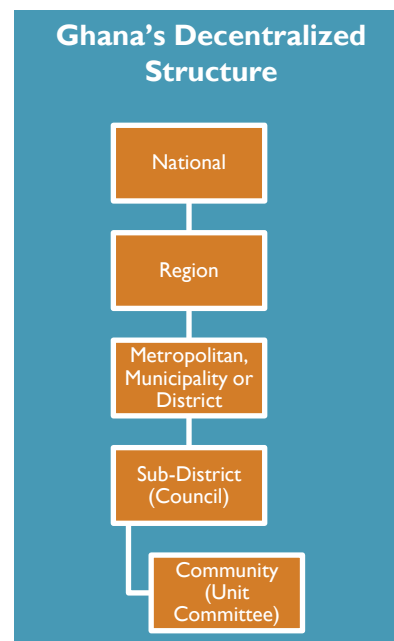 Ghana’s Decentralized
Structure
National
Region
Metropolitan,
Municipality or
District
Sub-District
(Council)
Community
(Unit
Committee)